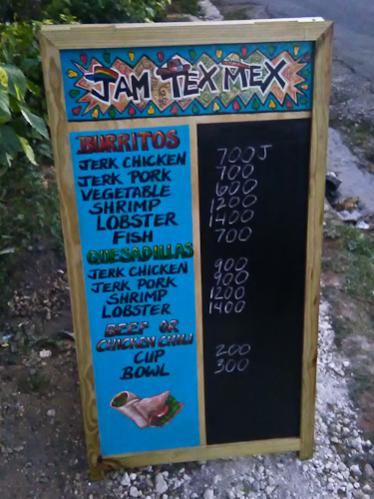 JAM TEX MEX
BURRITOS
JERK CHICKEN 700J
JERK PORK 700
VEGETABLE 600
SHRIMP 1200
LOBSTER 1400
FISH 700
QUESADILLAS
JERK CHICKEN 900
JERK PORK 900
SHRIMP 1200
LOBSTER 1400
BEEF OR
CHICKEN CHILI
CUP 200
BOWL 300